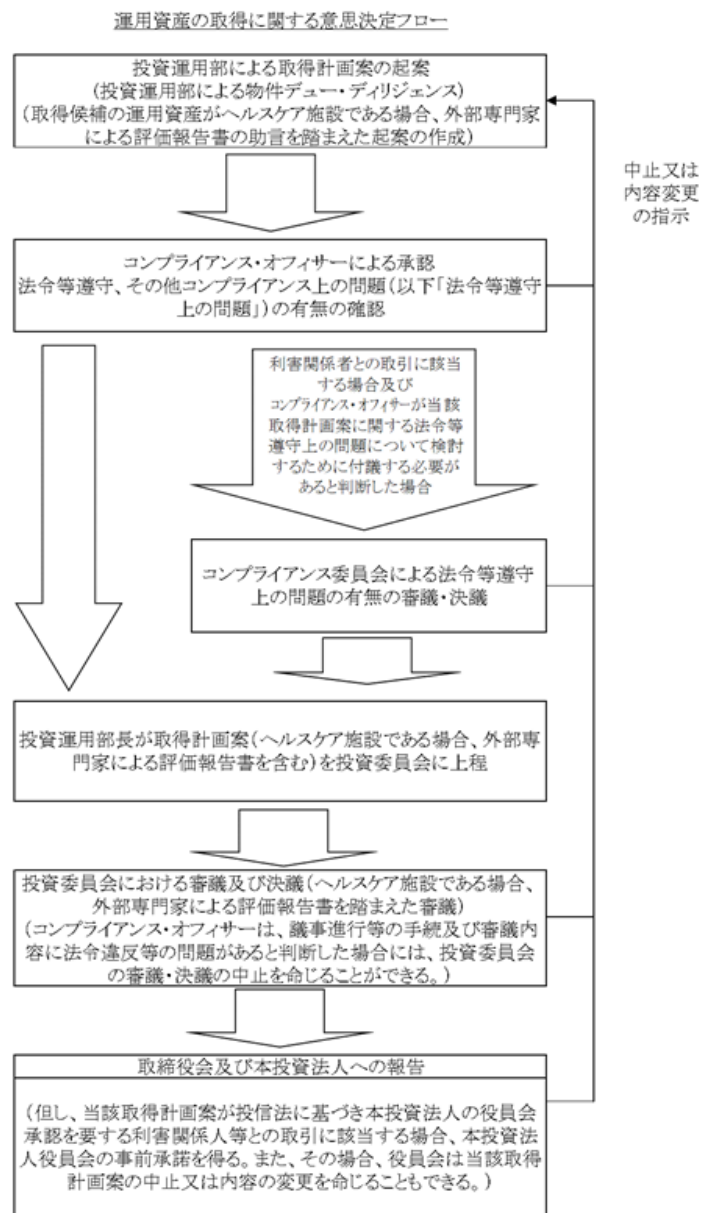 運用資産の取得に関する意思決定フロー
投資運用部による取得計画案の起案
(投資運用部による物件デュー・ディリジェンス)
(取得候補の運用資産がヘルスケア施設である場合、外部専門家
による評価報告書の助言を踏まえた起案の作成)
中止又は
内容変更
の指示
コンプライアンス・オフィサーによる承認
法令等遵守、その他コンプライアンス上の問題(以下「法令等遵守
上の問題」)の有無の確認
利害関係者との取引に該当
する場合及び
コンプライアンス・オフィサーが当該
取得計画案に関する法令等
遵守上の問題について検討
するために付議する必要が
あると判断した場合
コンプライアンス委員会による法令等遵守
上の問題の有無の審議・決議
投資運用部長が取得計画案(ヘルスケア施設である場合、外部専
門家による評価報告書を含む)を投資委員会に上程
投資委員会における審議及び決議(ヘルスケア施設である場合、
外部専門家による評価報告書を踏まえた審議)
(コンプライアンス・オフィサーは、議事進行等の手続及び審議内
容に法令違反等の問題があると判断した場合には、投資委員会
の審議・決議の中止を命じることができる。)
取締役会及び本投資法人への報告
(但し、当該取得計画案が投信法に基づき本投資法人の役員会
承認を要する利害関係人等との取引に該当する場合、本投資法
人役員会の事前承諾を得る。また、その場合、役員会は当該取得
計画案の中止又は内容の変更を命じることもできる。)